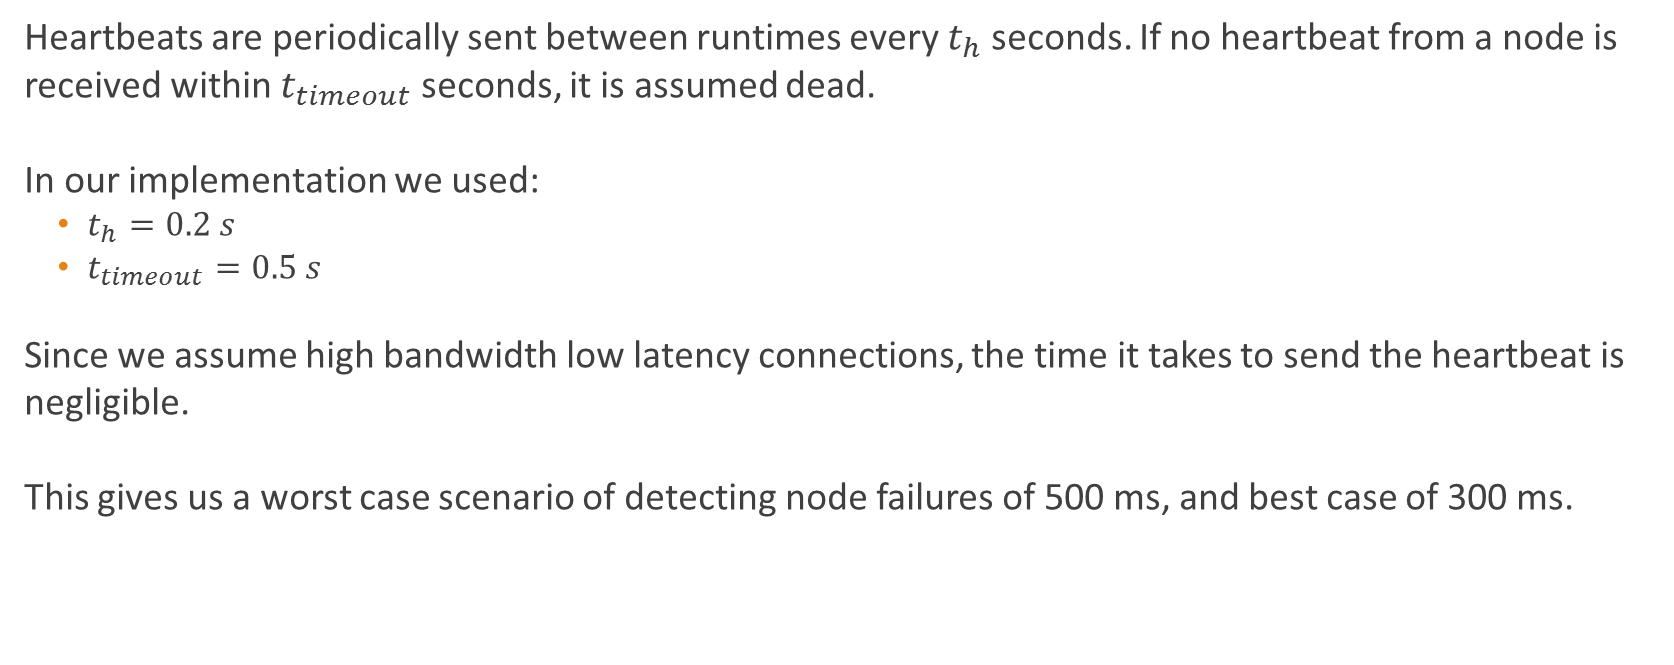 Heartbeats are periodically sent between runtimes every t_h seconds. If no heartbeat from a node is
received within t_timeout seconds, it is assumed dead.
In our implementation we used:
• t_h = 0.2 s
• t_timeout = 0.5 s
Since we assume high bandwidth low latency connections, the time it takes to send the heartbeat is
negligible.
This gives us a worst case scenario of detecting node failures of 500 ms, and best case of 300 ms.